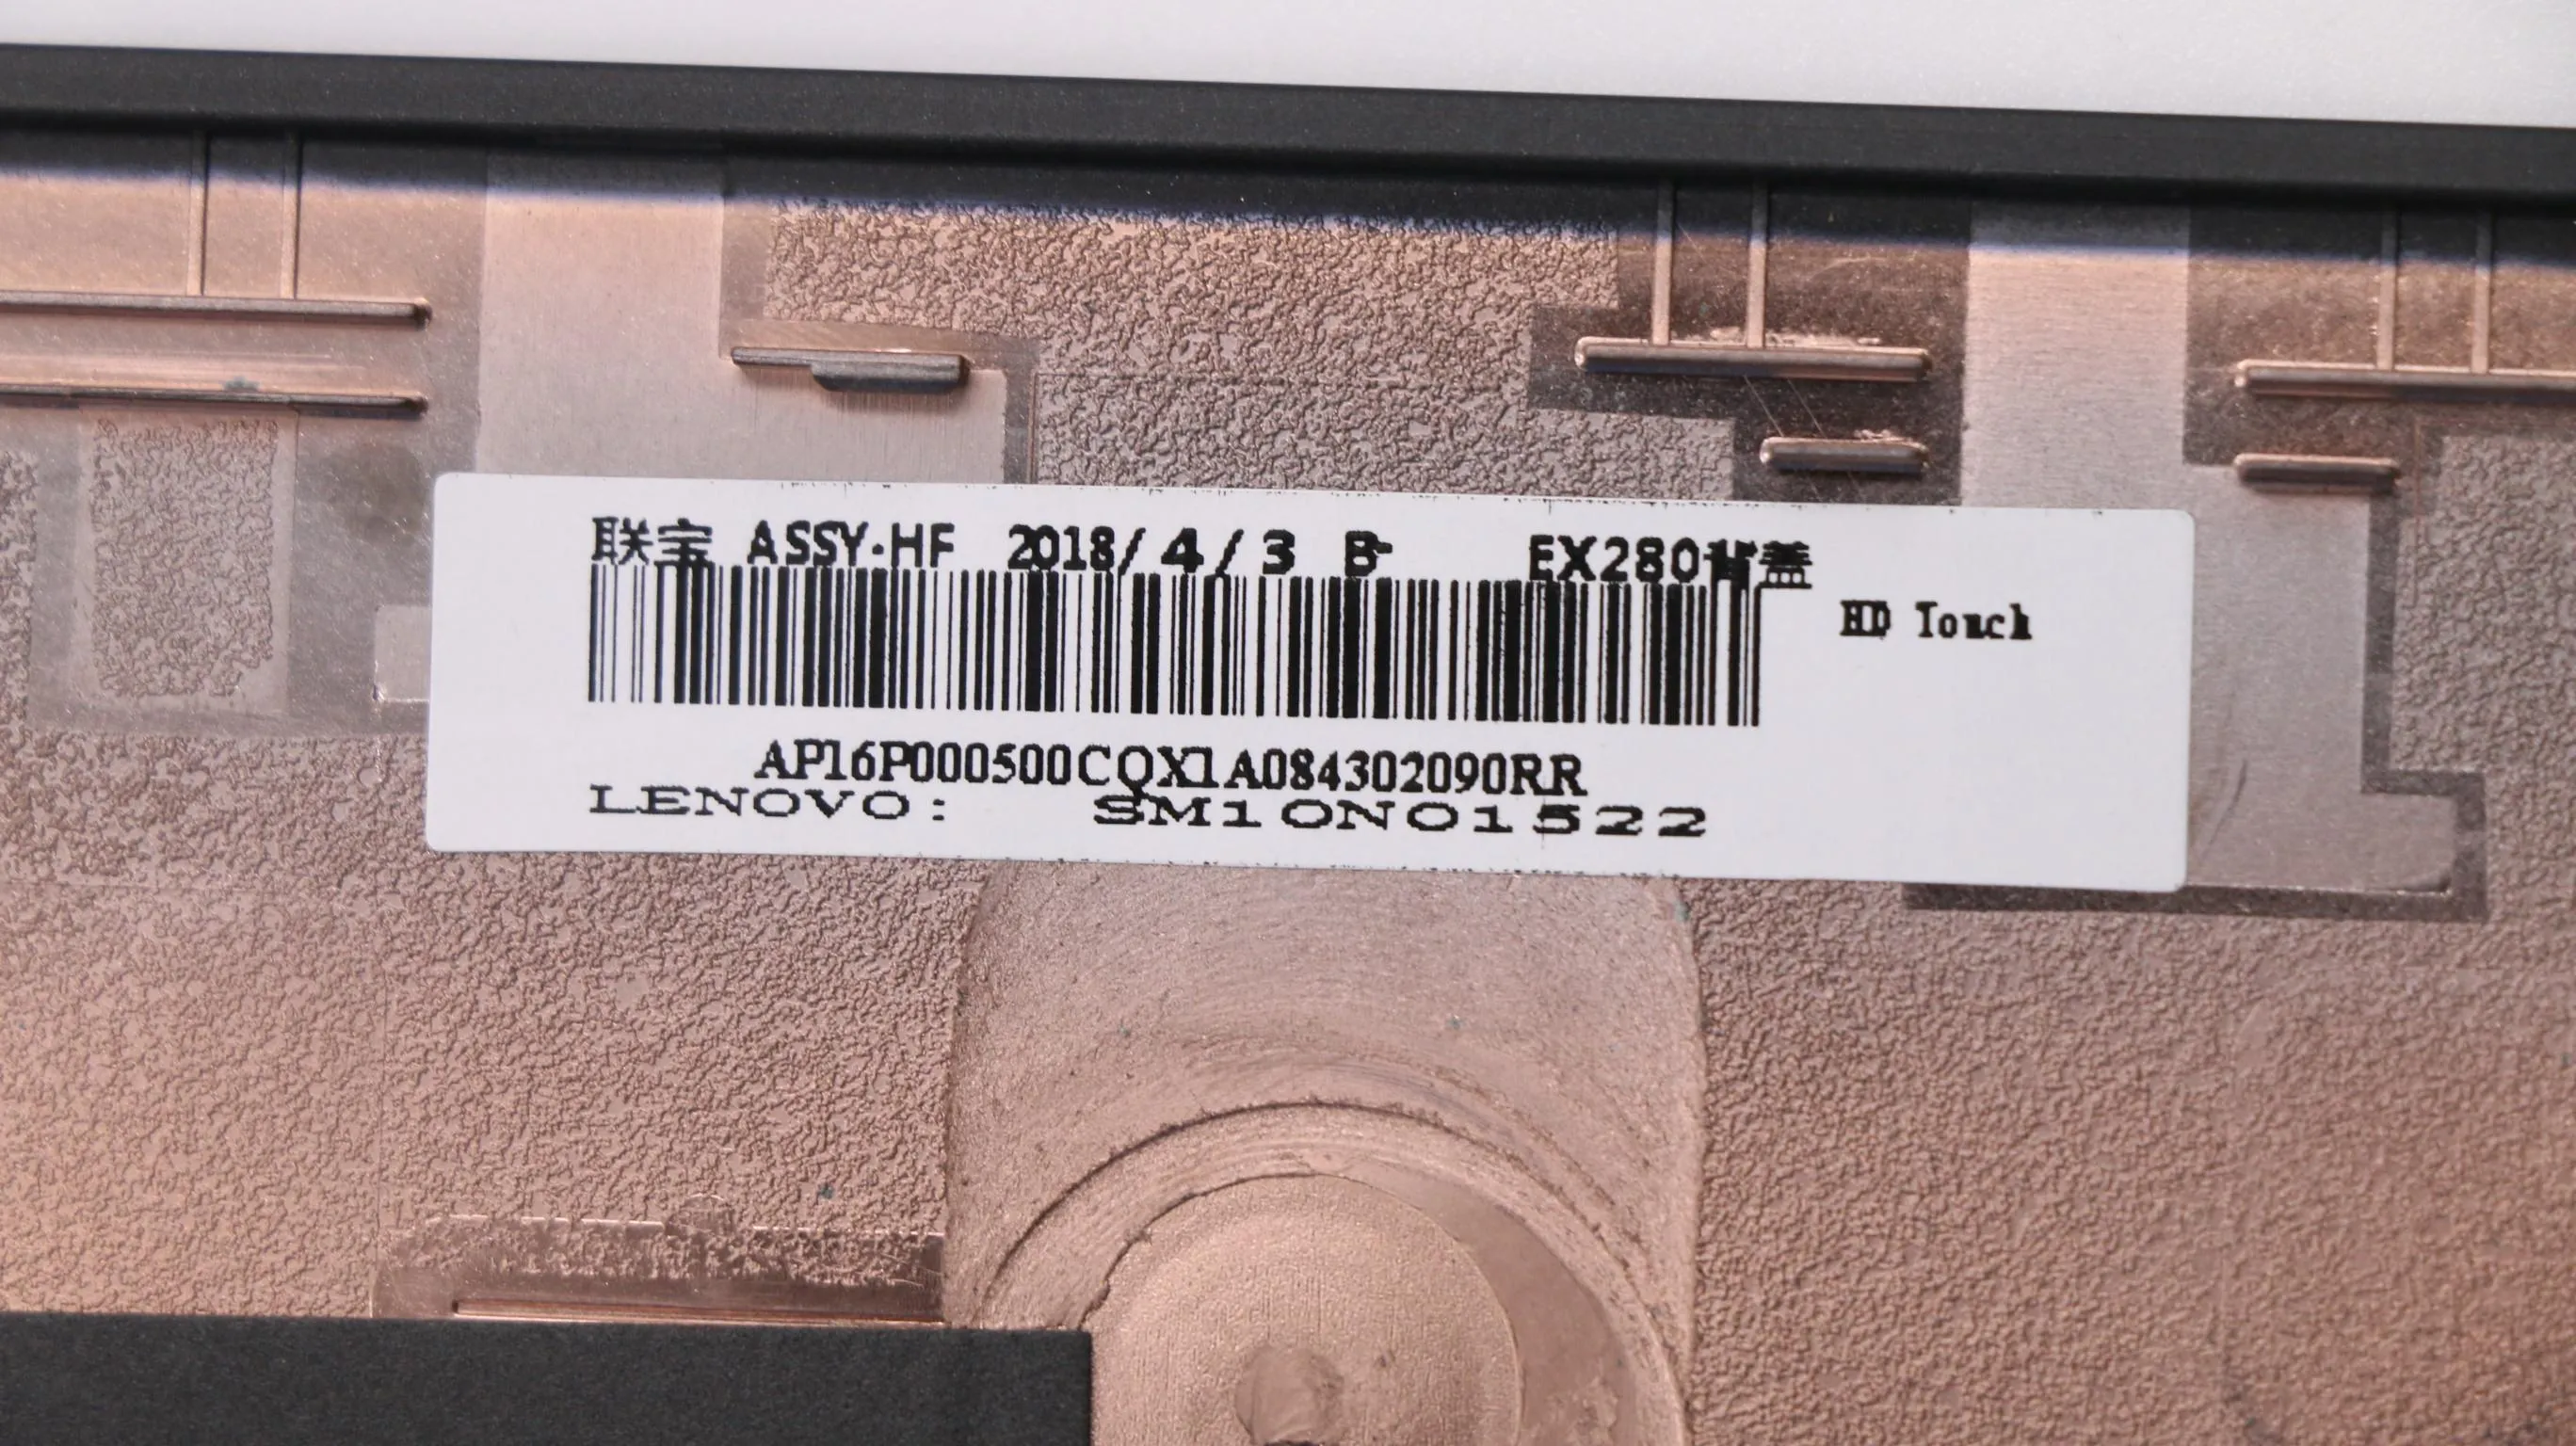 联宝 ASSY-HF 2018/4/3 B- EX280背盖
HD Touch
AP16P000500CQX1A084302090RR
LENOVO: SM10N01522